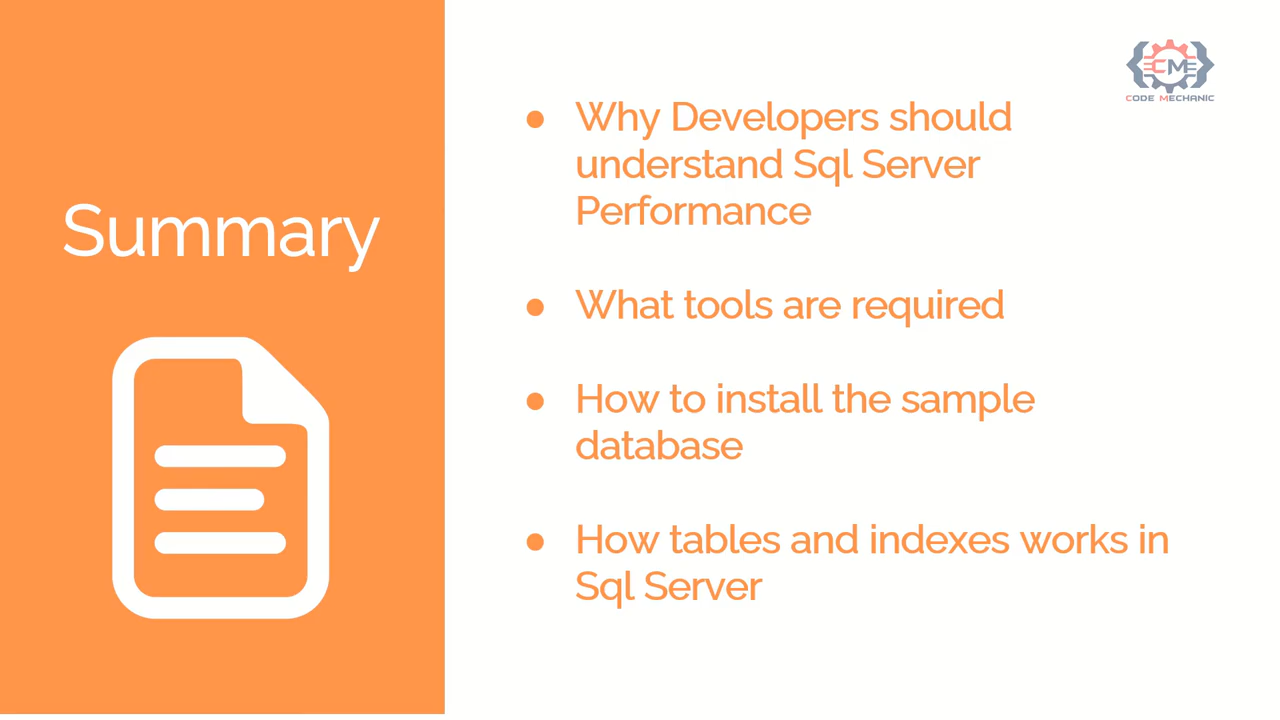 Summary
CME
CODE MECHANIC
● Why Developers should
understand Sql Server
Performance
● What tools are required
● How to install the sample
database
● How tables and indexes works in
Sql Server